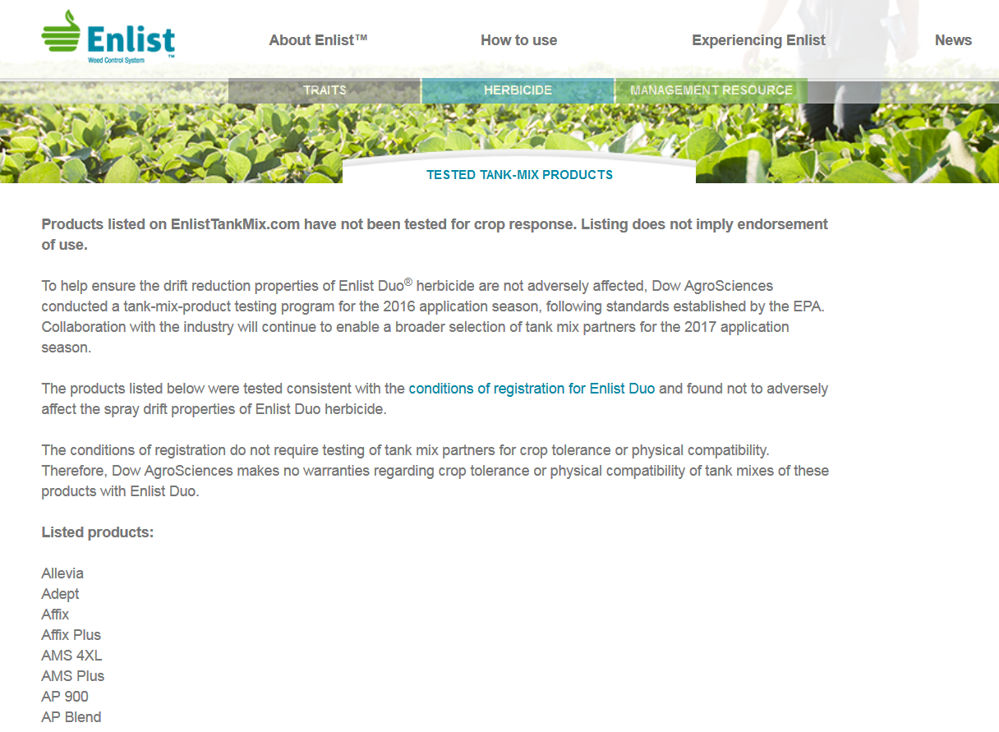 Enlist
Weed Control System™
About Enlist™
How to use
Experiencing Enlist
News
TRAITS
HERBICIDE
MANAGEMENT RESOURCE
TESTED TANK-MIX PRODUCTS
Products listed on EnlistTankMix.com have not been tested for crop response. Listing does not imply endorsement
of use.
To help ensure the drift reduction properties of Enlist Duo® herbicide are not adversely affected, Dow AgroSciences
conducted a tank-mix-product testing program for the 2016 application season, following standards established by the EPA.
Collaboration with the industry will continue to enable a broader selection of tank mix partners for the 2017 application
season.
The products listed below were tested consistent with the conditions of registration for Enlist Duo and found not to adversely
affect the spray drift properties of Enlist Duo herbicide.
The conditions of registration do not require testing of tank mix partners for crop tolerance or physical compatibility.
Therefore, Dow AgroSciences makes no warranties regarding crop tolerance or physical compatibility of tank mixes of these
products with Enlist Duo.
Listed products:
Allevia
Adept
Affix
Affix Plus
AMS 4XL
AMS Plus
AP 900
AP Blend